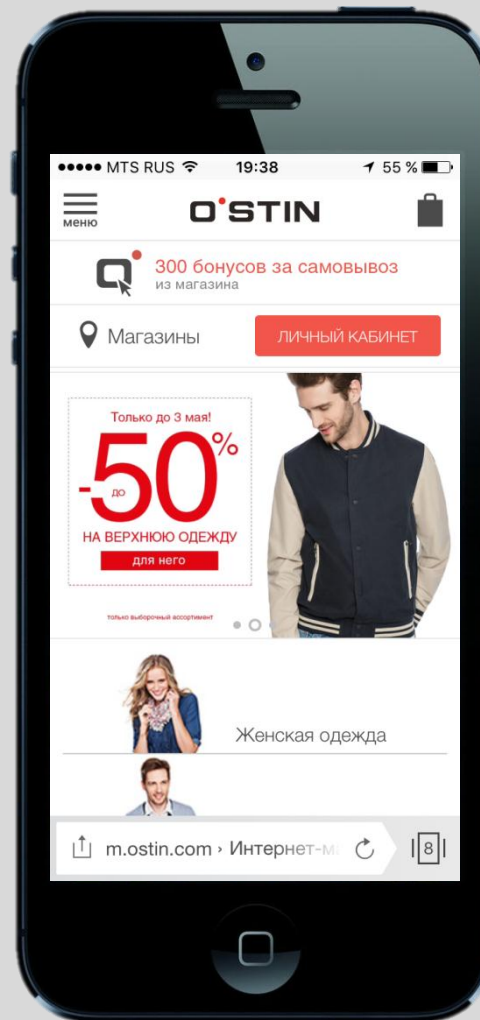 MTS RUS 19:38 55 %
меню
O'STIN
300 бонусов за самовывоз
из магазина
Магазины
ЛИЧНЫЙ КАБИНЕТ
Только до 3 мая!
до
-50%
НА ВЕРХНЮЮ ОДЕЖДУ
для него
только выборочный ассортимент
Женская одежда
m.ostin.com › Интернет-м
8